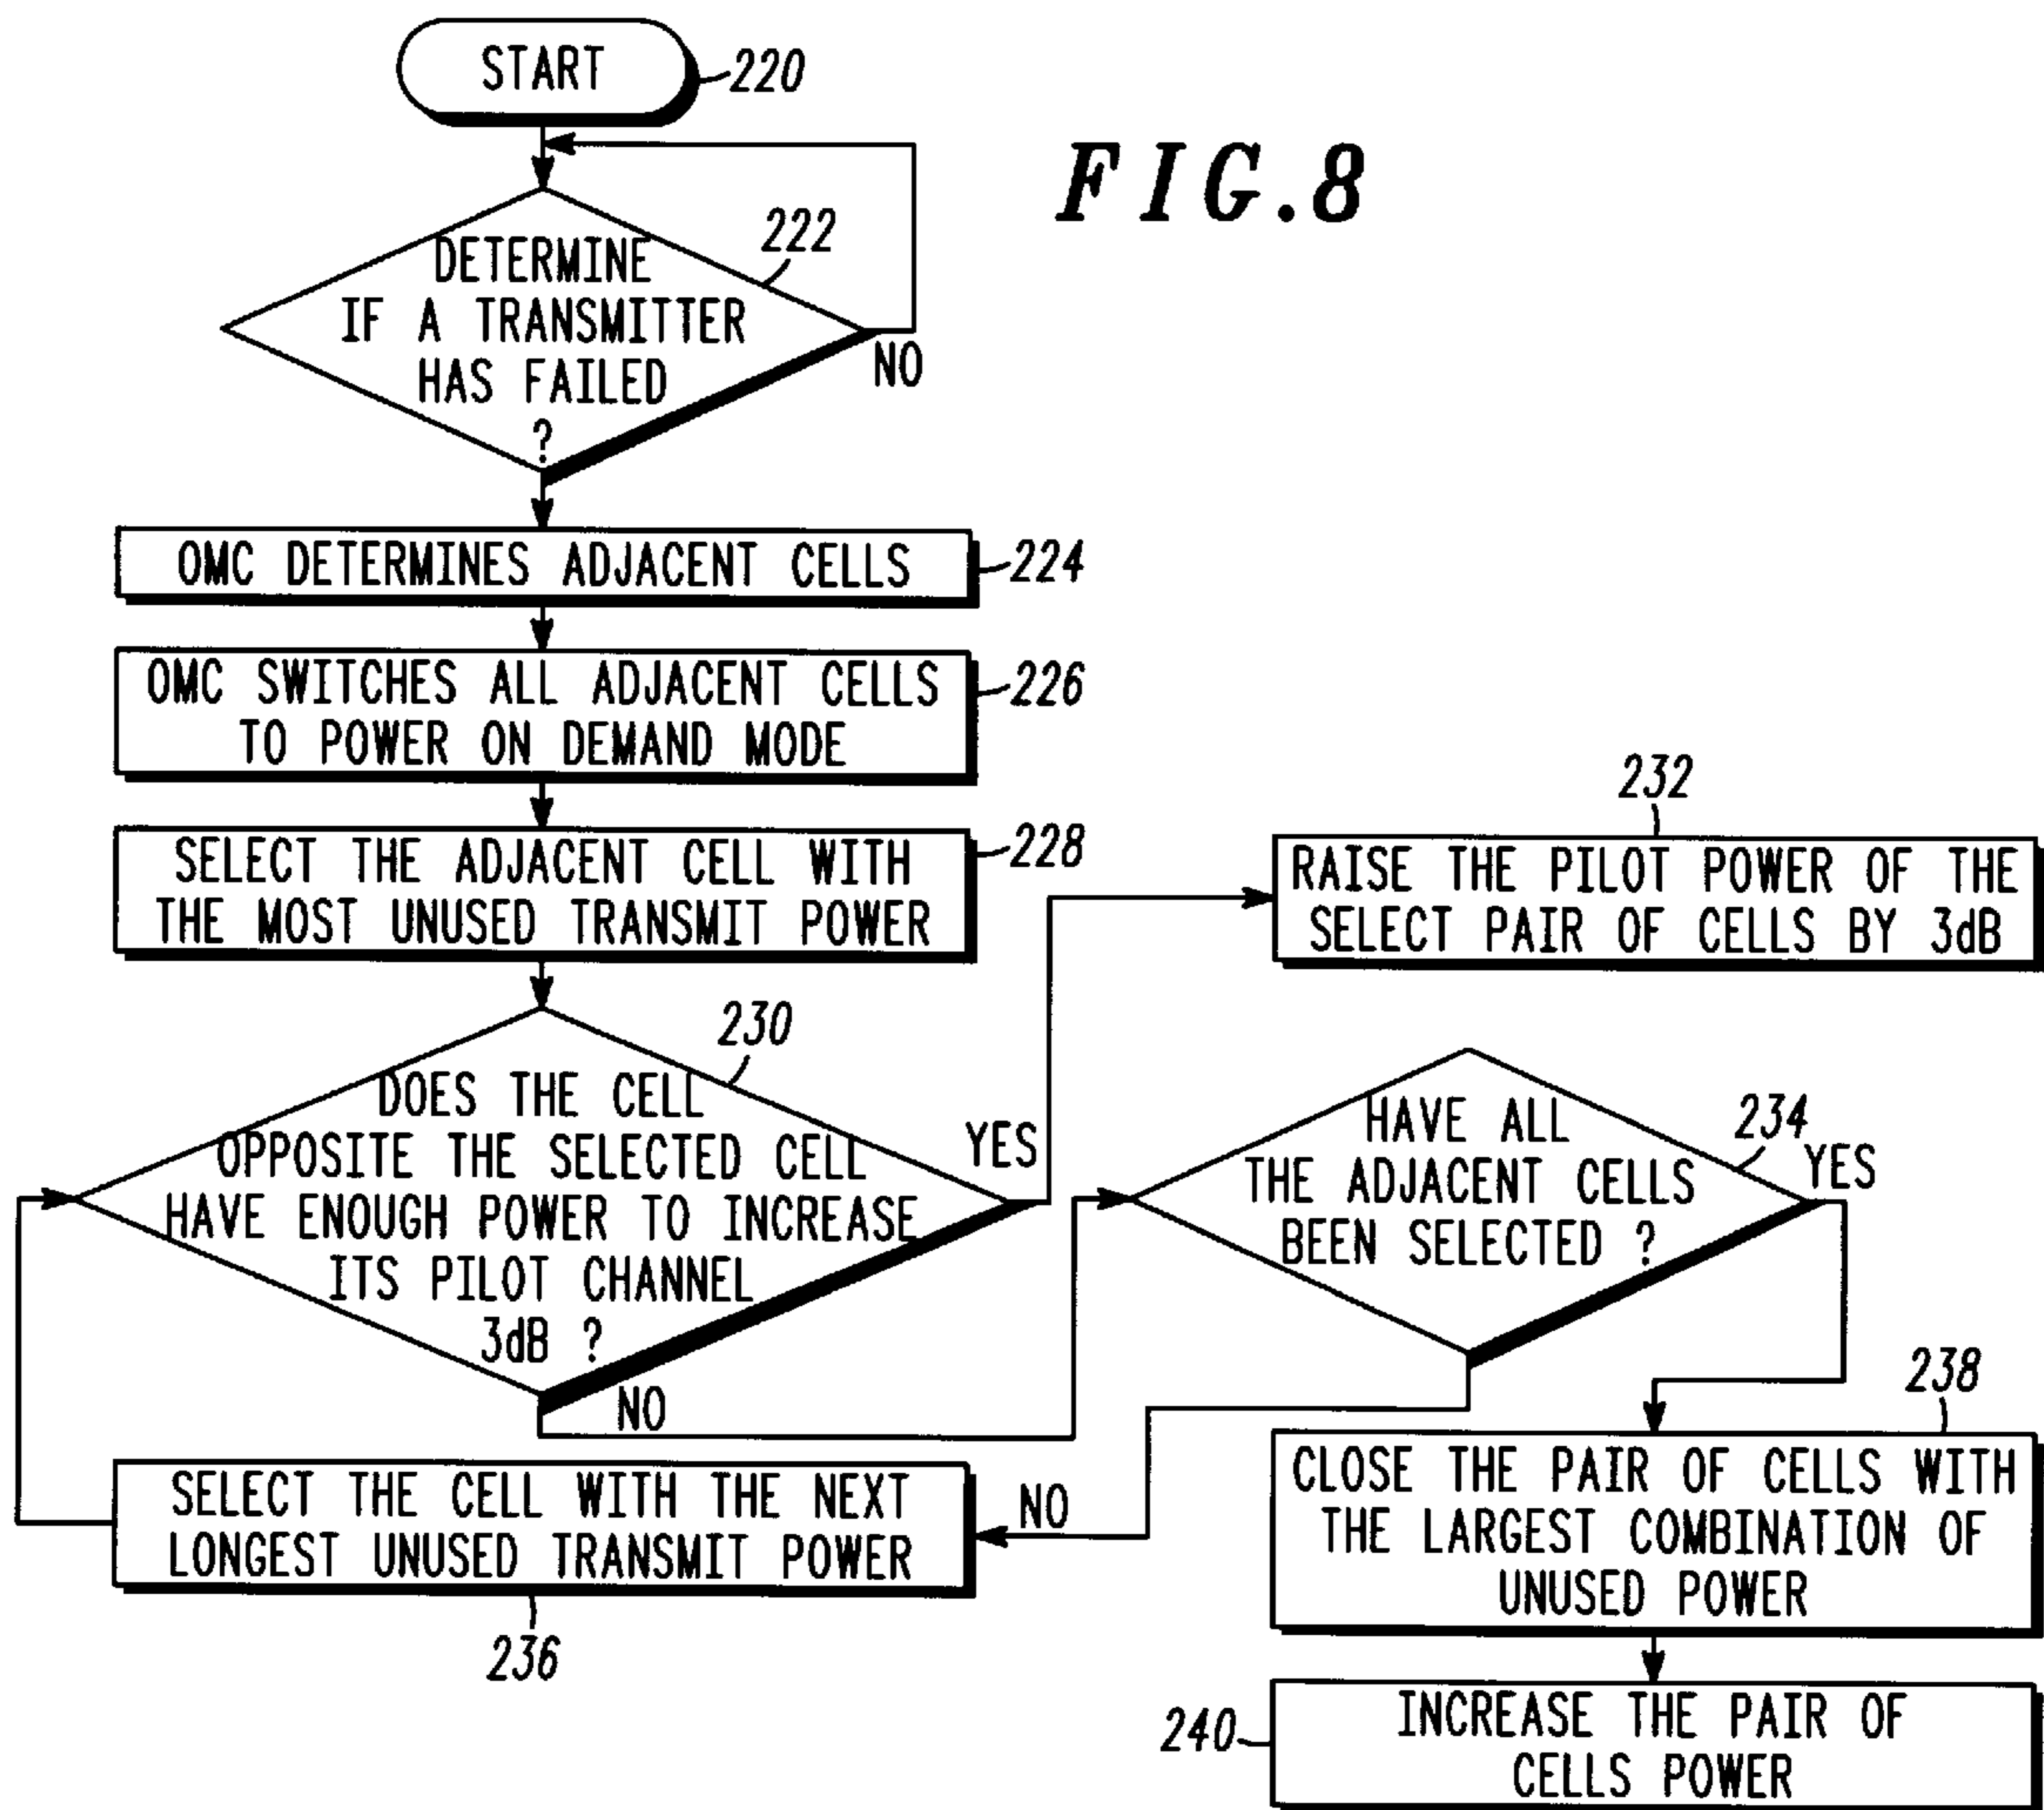 START
220
FIG.8
222
DETERMINE
IF A TRANSMITTER
HAS FAILED
?
NO
OMC DETERMINES ADJACENT CELLS
224
OMC SWITCHES ALL ADJACENT CELLS
TO POWER ON DEMAND MODE
226
SELECT THE ADJACENT CELL WITH
THE MOST UNUSED TRANSMIT POWER
228
232
RAISE THE PILOT POWER OF THE
SELECT PAIR OF CELLS BY 3dB
230
DOES THE CELL
OPPOSITE THE SELECTED CELL
HAVE ENOUGH POWER TO INCREASE
ITS PILOT CHANNEL
3dB ?
YES
NO
234
HAVE ALL
THE ADJACENT CELLS
BEEN SELECTED ?
YES
NO
SELECT THE CELL WITH THE NEXT
LONGEST UNUSED TRANSMIT POWER
236
238
CLOSE THE PAIR OF CELLS WITH
THE LARGEST COMBINATION OF
UNUSED POWER
240
INCREASE THE PAIR OF
CELLS POWER